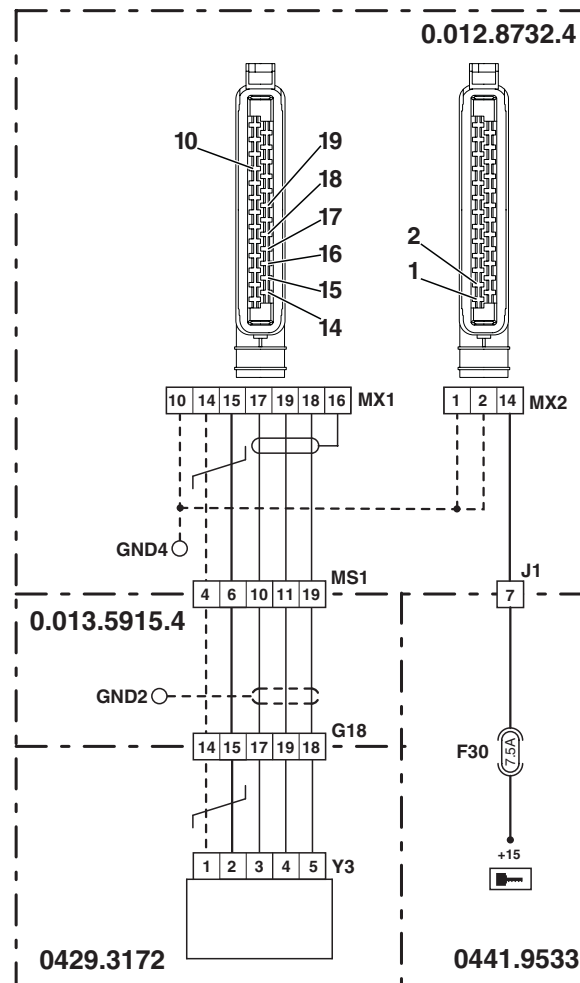 0.012.8732.4
10
19
18
17
16
15
14
2
1
10 14 15 17 19 18 16 MX1
1 2 14 MX2
GND4
MS1
J1
4 6 10 11 19
7
0.013.5915.4
GND2
G18
14 15 17 19 18
F30
7.5A
+15
1 2 3 4 5 Y3
0429.3172
0441.9533